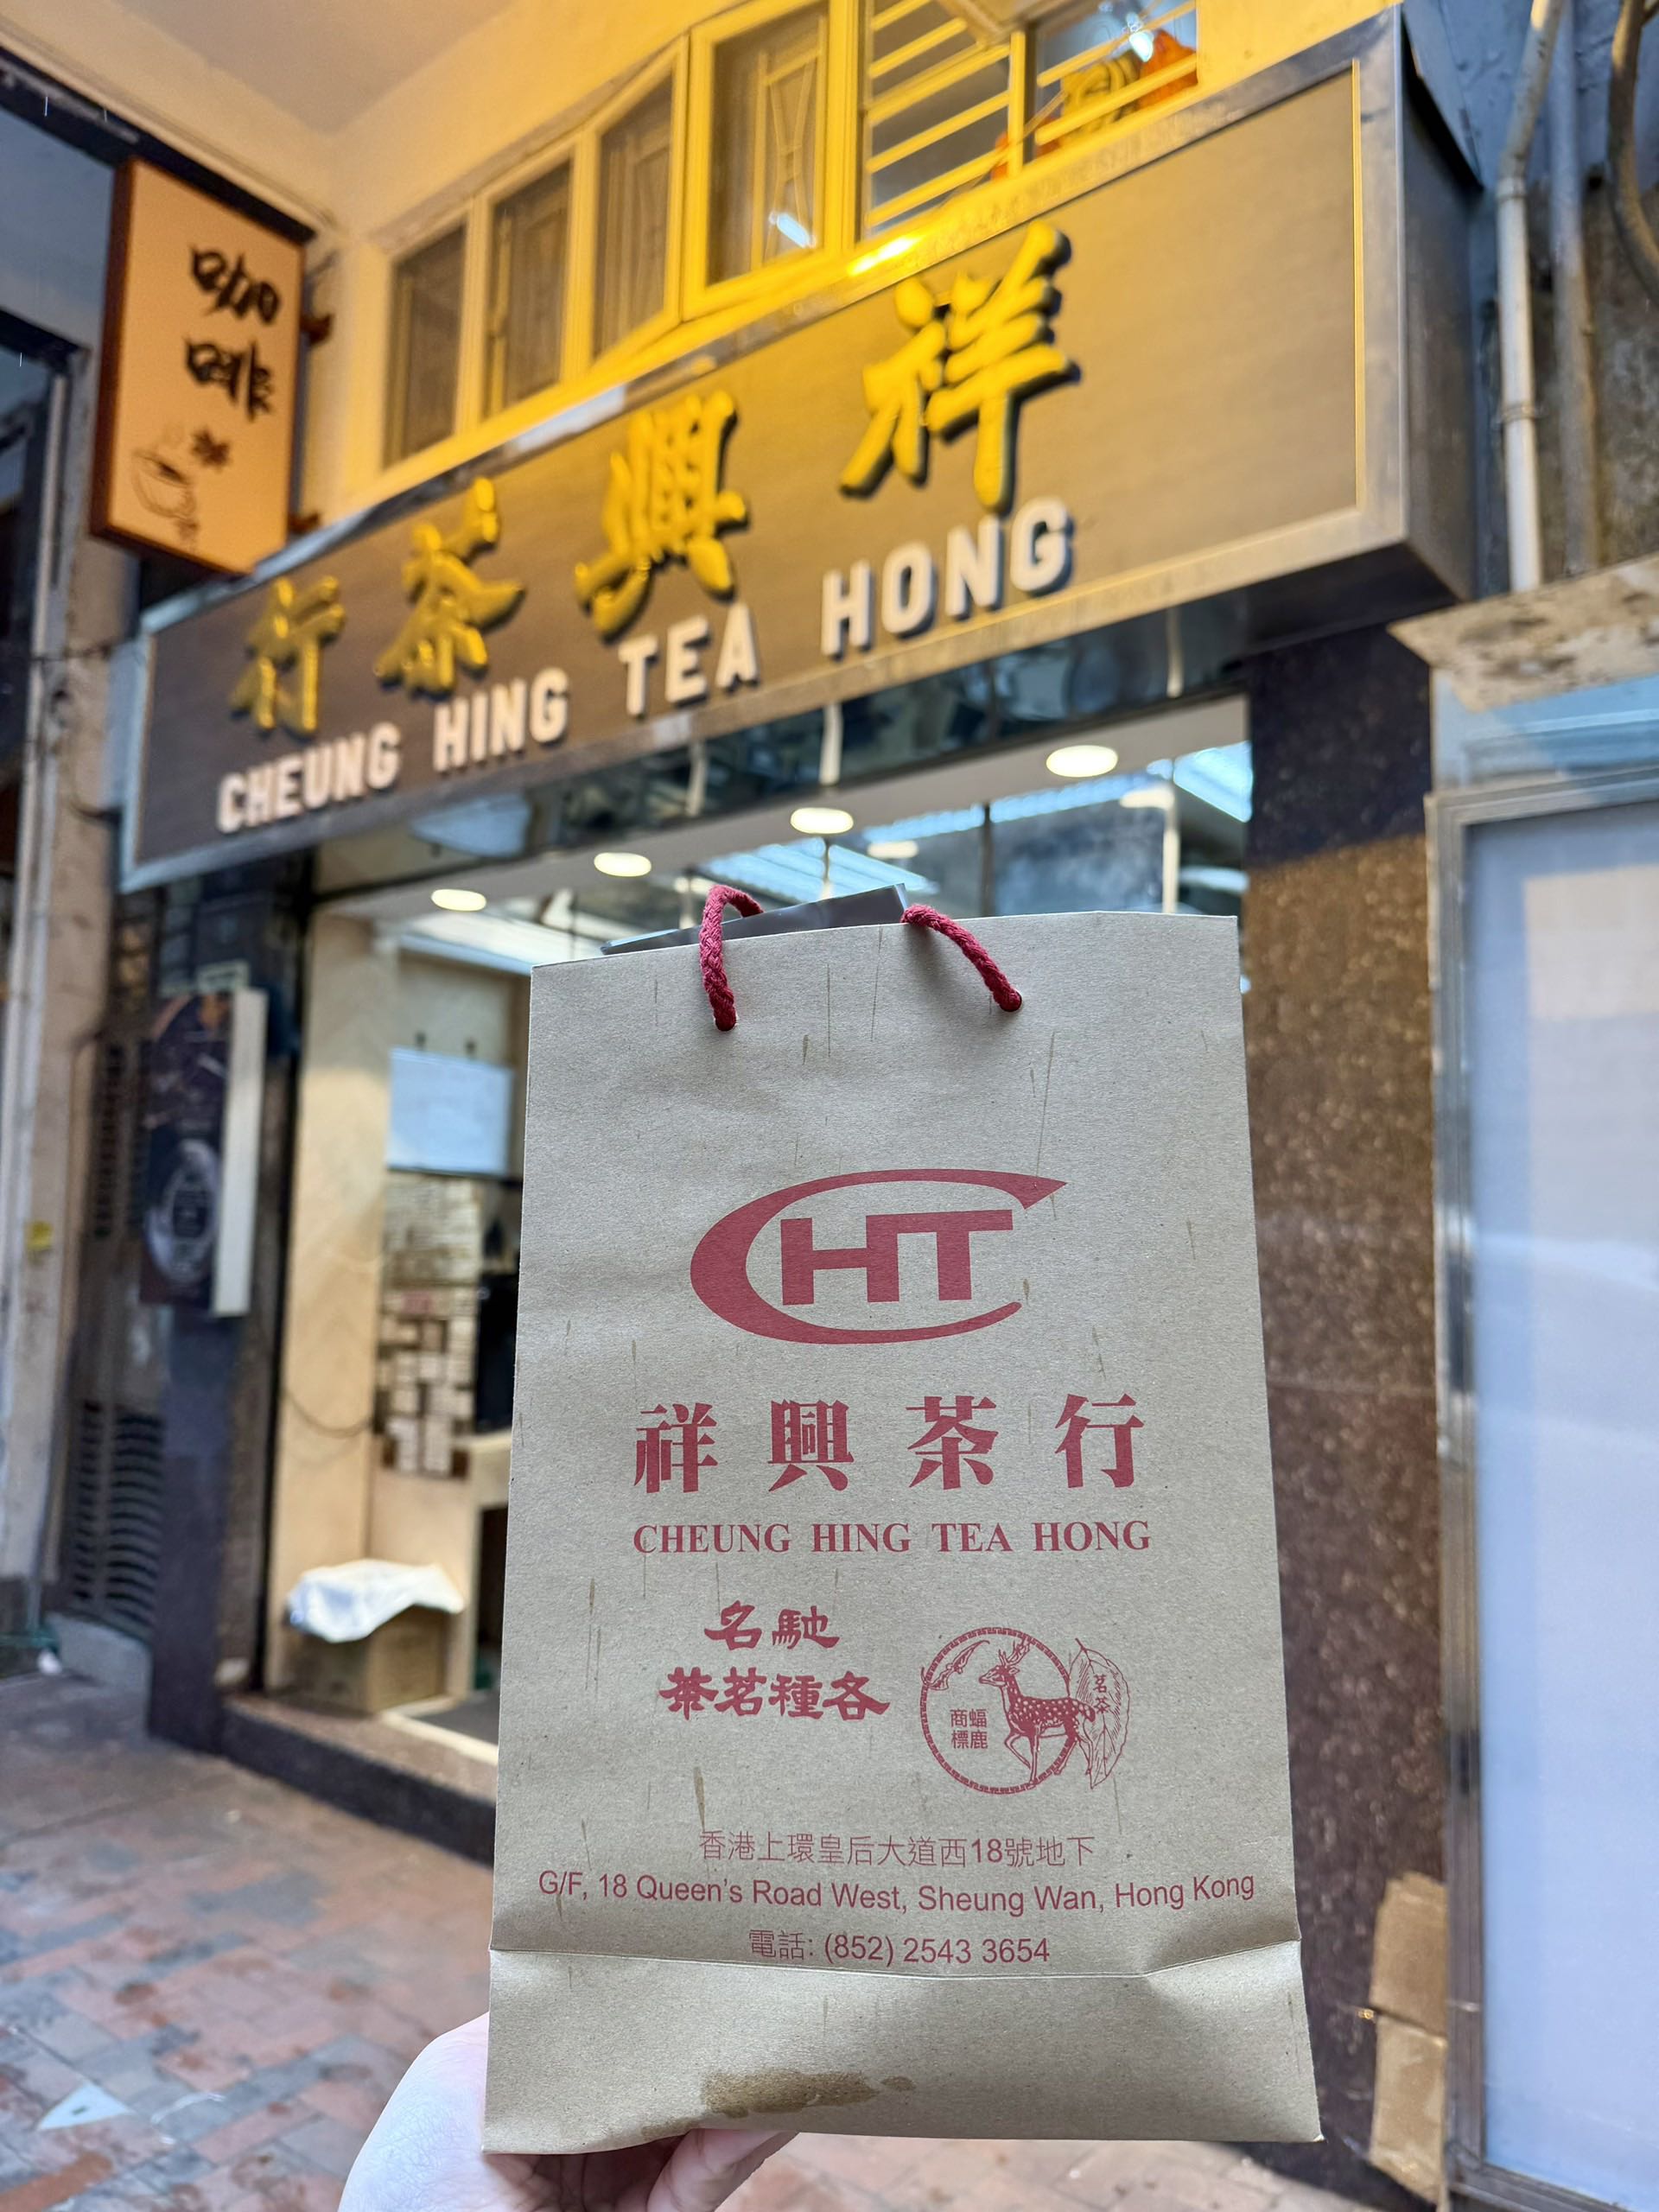 咖啡
行茶興祥
CHEUNG HING TEA HONG
CHT
祥興茶行
CHEUNG HING TEA HONG
名馳
茶茗種各
商蝠
標鹿
茗茶
香港上環皇后大道西18號地下
G/F, 18 Queen's Road West, Sheung Wan, Hong Kong
電話: (852) 2543 3654